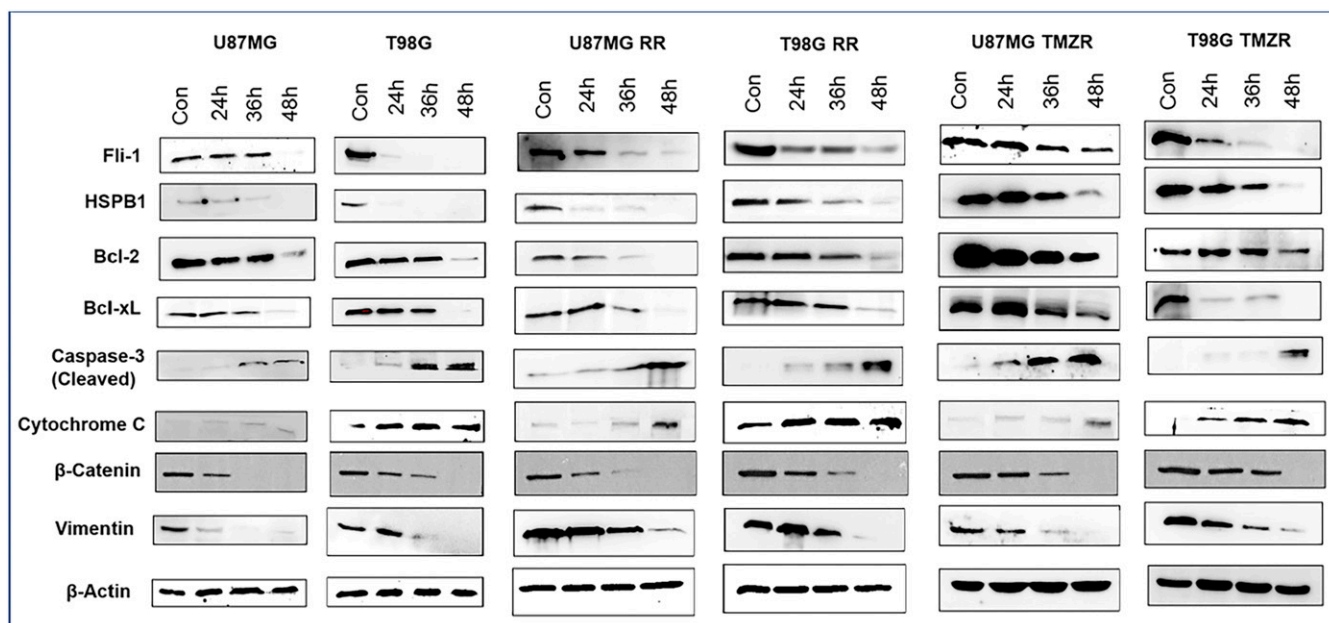 U87MG T98G U87MG RR T98G RR U87MG TMZR T98G TMZR
Con 24h 36h 48h Con 24h 36h 48h Con 24h 36h 48h Con 24h 36h 48h Con 24h 36h 48h Con 24h 36h 48h
Fli-1
HSPB1
Bcl-2
Bcl-xL
Caspase-3
(Cleaved)
Cytochrome C
β-Catenin
Vimentin
β-Actin